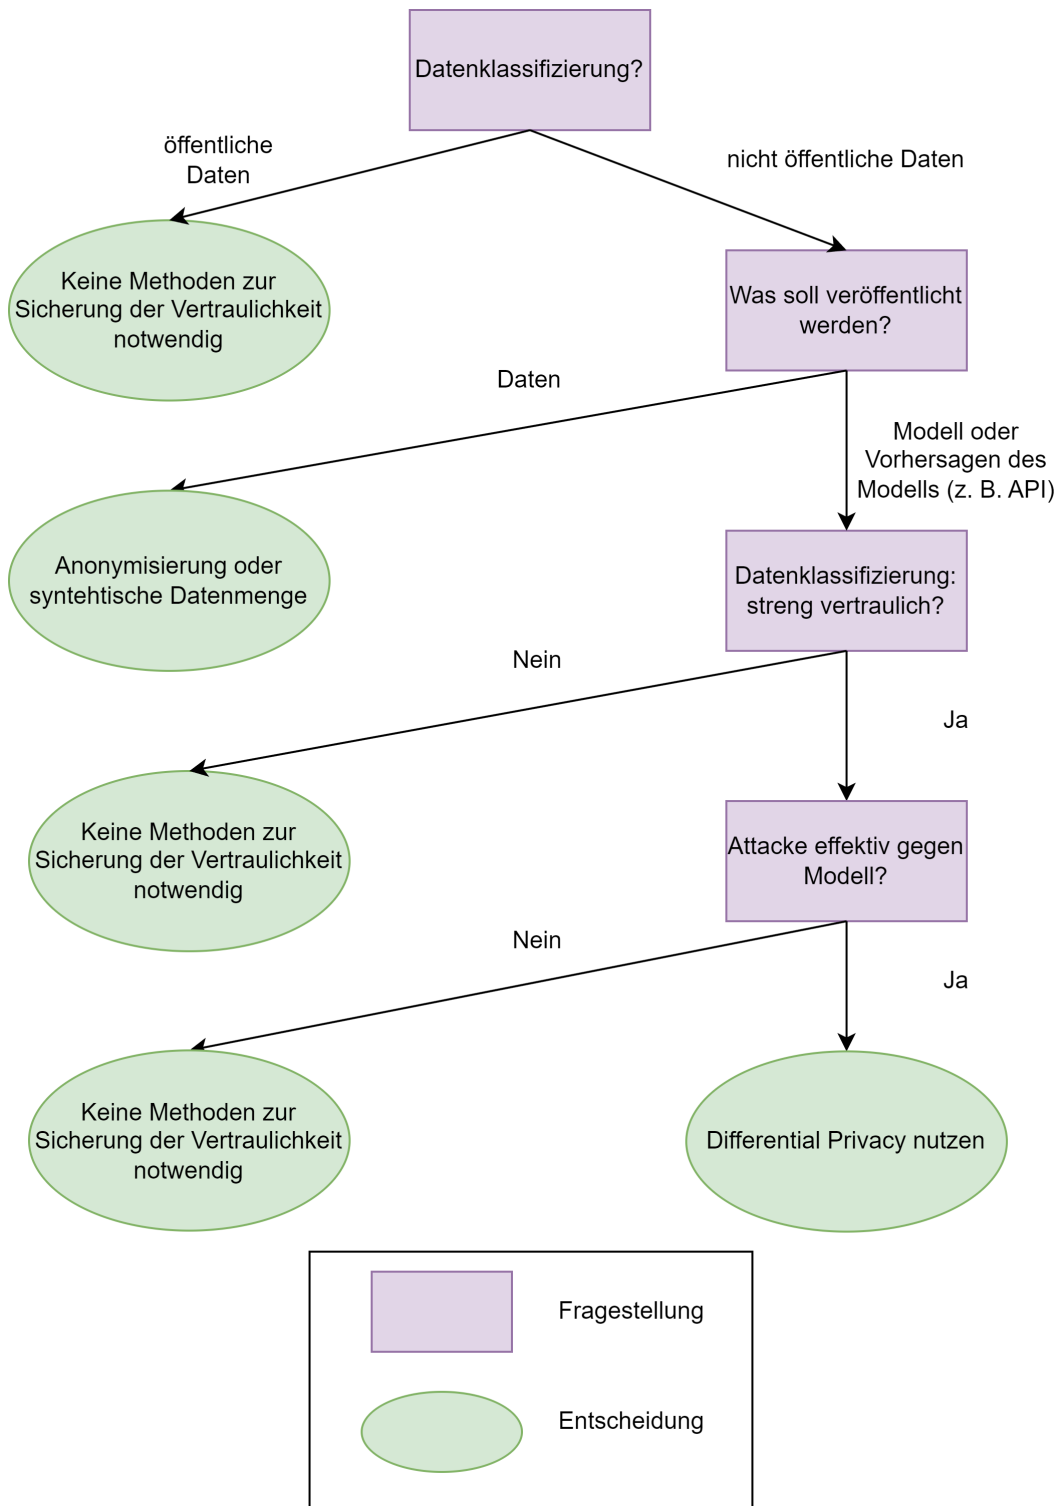 Datenklassifizierung?
öffentliche
Daten
nicht öffentliche Daten
Keine Methoden zur
Sicherung der Vertraulichkeit
notwendig
Was soll veröffentlicht
werden?
Daten
Modell oder
Vorhersagen des
Modells (z. B. API)
Anonymisierung oder
syntehtische Datenmenge
Datenklassifizierung:
streng vertraulich?
Nein
Ja
Keine Methoden zur
Sicherung der Vertraulichkeit
notwendig
Attacke effektiv gegen
Modell?
Nein
Ja
Keine Methoden zur
Sicherung der Vertraulichkeit
notwendig
Differential Privacy nutzen
Fragestellung
Entscheidung